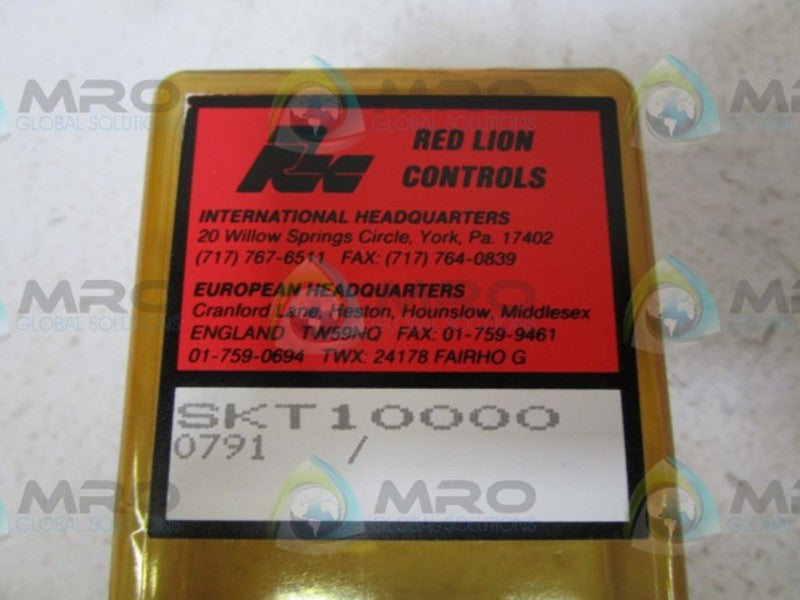 RED LION
CONTROLS
INTERNATIONAL HEADQUARTERS
20 Willow Springs Circle, York, Pa. 17402
(717) 767-6511 FAX: (717) 764-0839
EUROPEAN HEADQUARTERS
Cranford Lane, Heston, Hounslow, Middlesex
ENGLAND TW59NQ FAX: 01-759-9461
01-759-0694 TWX: 24178 FAIRHO G
SKT10000
0791 /
MRO
GLOBAL SOLUTIONS